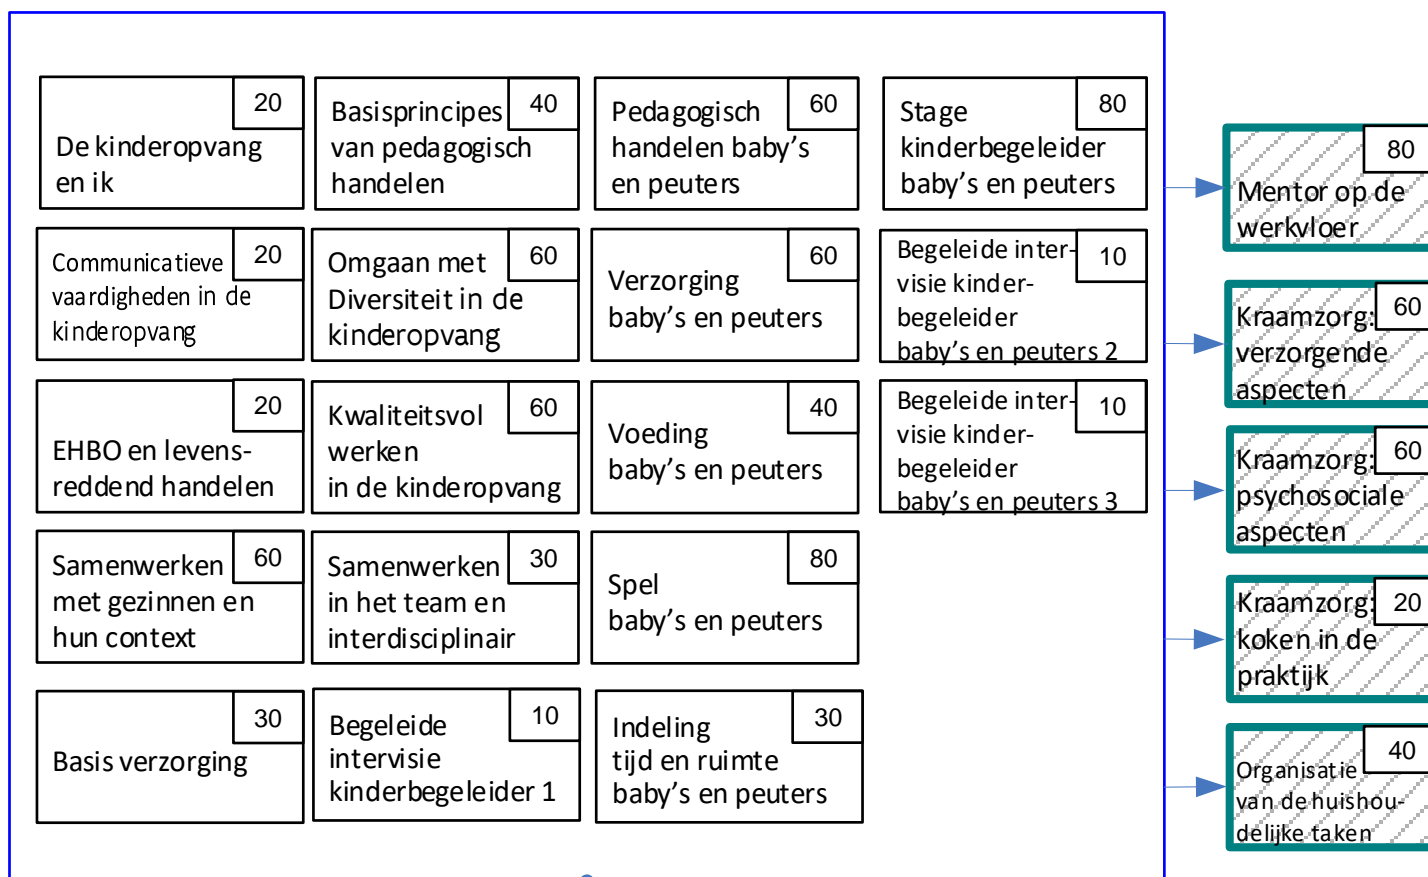 20
De kinderopvang
en ik
40
Basisprincipes
van pedagogisch
handelen
60
Pedagogisch
handelen baby’s
en peuters
80
Stage
kinderbegeleider
baby’s en peuters
20
Communicatieve
vaardigheden in de
kinderopvang
60
Omgaan met
Diversiteit in de
kinderopvang
60
Verzorging
baby’s en peuters
10
Begeleide inter-
visie kinder-
begeleider
baby’s en peuters 2
20
EHBO en levens-
reddend handelen
60
Kwaliteitsvol
werken
in de kinderopvang
40
Voeding
baby’s en peuters
10
Begeleide inter-
visie kinder-
begeleider
baby’s en peuters 3
60
Samenwerken
met gezinnen en
hun context
30
Samenwerken
in het team en
interdisciplinair
80
Spel
baby’s en peuters
30
Basis verzorging
10
Begeleide
intervisie
kinderbegeleider 1
30
Indeling
tijd en ruimte
baby’s en peuters
80
Mentor op de
werkvloer
60
Kraamzorg:
verzorgende
aspecten
60
Kraamzorg:
psychosociale
aspecten
20
Kraamzorg:
koken in de
praktijk
40
Organisatie
van de huishou-
delijke taken